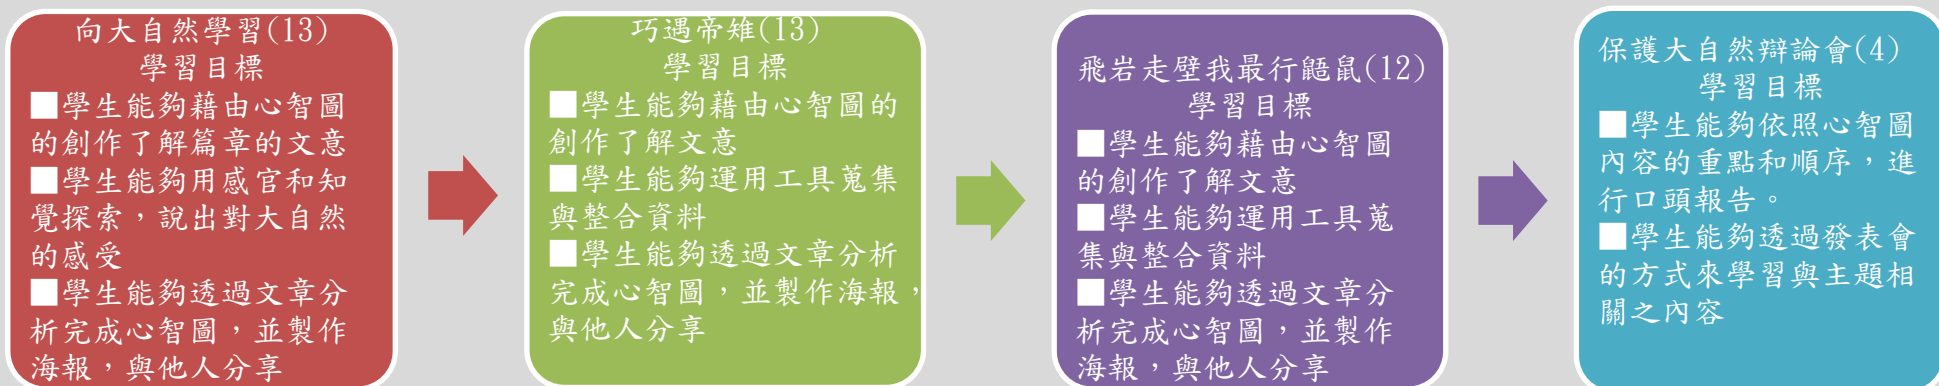 向大自然學習(13)
學習目標
■學生能夠藉由心智圖
的創作了解篇章的文意
■學生能夠用感官和知
覺探索，說出對大自然
的感受
■學生能夠透過文章分
析完成心智圖，並製作
海報，與他人分享
巧遇帝雉(13)
學習目標
■學生能夠藉由心智圖的
創作了解文意
■學生能夠運用工具蒐集
與整合資料
■學生能夠透過文章分析
完成心智圖，並製作海報，
與他人分享
飛岩走壁我最行鼯鼠(12)
學習目標
■學生能夠藉由心智圖
的創作了解文意
■學生能夠運用工具蒐
集與整合資料
■學生能夠透過文章分
析完成心智圖，並製作
海報，與他人分享
保護大自然辯論會(4)
學習目標
■學生能夠依照心智圖
內容的重點和順序，進
行口頭報告。
■學生能夠透過發表會
的方式來學習與主題相
關之內容